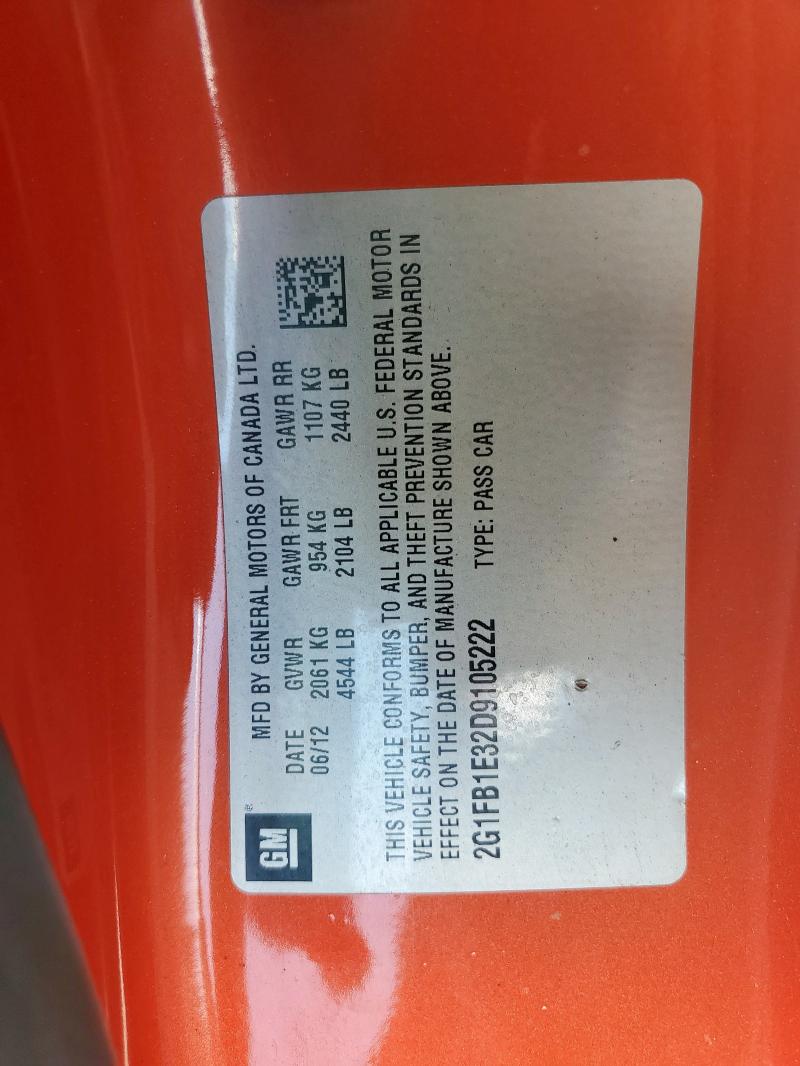 GM®
MFD BY GENERAL MOTORS OF CANADA LTD.
DATE GVWR GAWR FRT GAWR RR
06/12 2061 KG 954 KG 1107 KG
4544 LB 2104 LB 2440 LB
THIS VEHICLE CONFORMS TO ALL APPLICABLE U.S. FEDERAL MOTOR
VEHICLE SAFETY, BUMPER, AND THEFT PREVENTION STANDARDS IN
EFFECT ON THE DATE OF MANUFACTURE SHOWN ABOVE.
2G1FB1E32D9105222 TYPE: PASS CAR